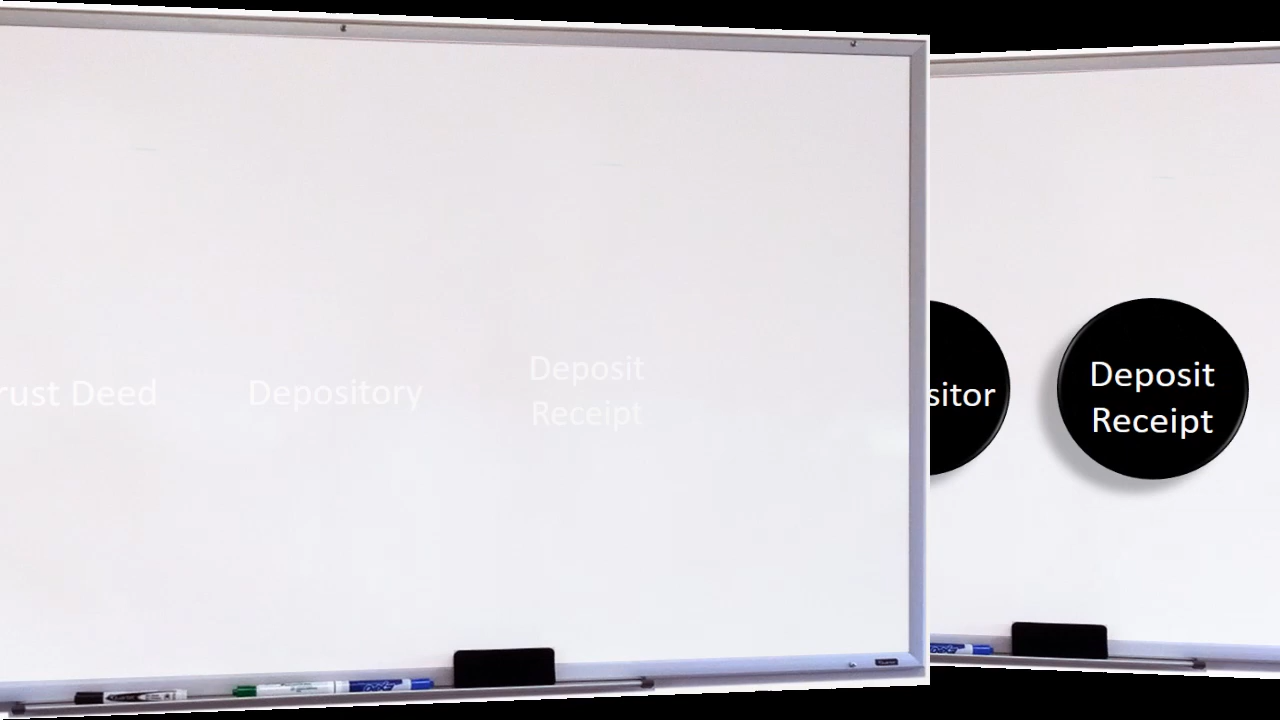 rust Deed
Depository
Deposit
Receipt
sitor
Deposit
Receipt